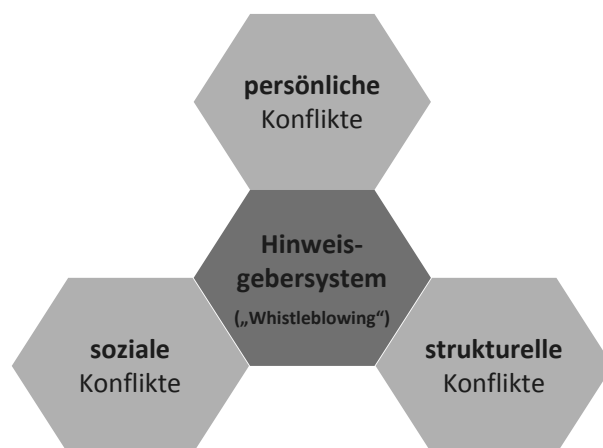 persönliche
Konflikte
Hinweis-
gebersystem
(„Whistleblowing“)
soziale
Konflikte
strukturelle
Konflikte